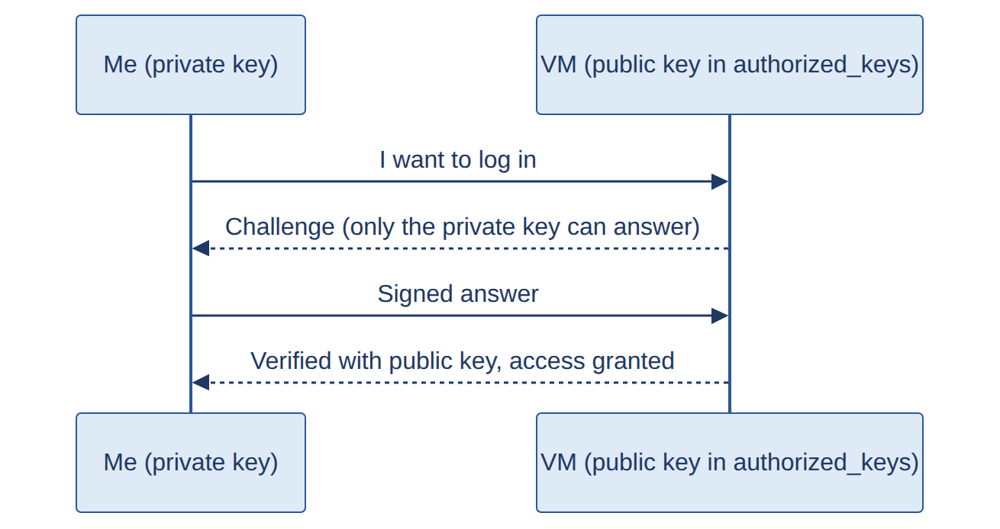 Me (private key)
VM (public key in authorized_keys)
I want to log in
Challenge (only the private key can answer)
Signed answer
Verified with public key, access granted
Me (private key)
VM (public key in authorized_keys)